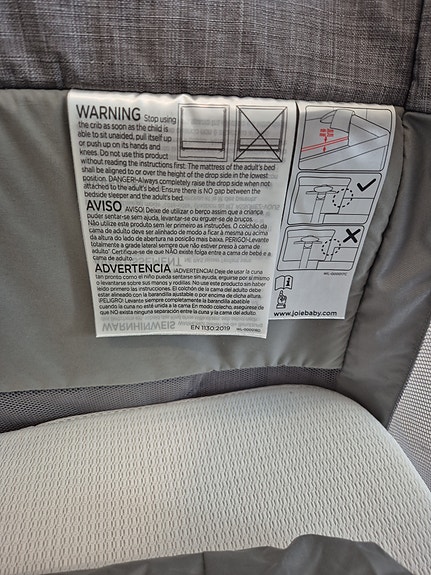 WARNING Stop using
the crib as soon as the child is
able to sit unaided, pull itself up
or push up on its hands and
knees. Do not use this product
without reading the instructions first. The mattress of the adult's bed
shall be aligned to or over the height of the drop side in the lowest
position. DANGER!-Always completely raise the drop side when not
attached to the adult's bed. Ensure there is NO gap between the
bedside sleeper and the adult's bed.
AVISO ¡AVISO! Deixe de utilizar o berço assim que a criança
puder sentar-se sem ajuda, levantar-se ou erguer-se de bruços.
Não utilize este produto sem ler primeiro as instruções. O colchão da
cama de adulto deve ser alinhado de modo a ficar à mesma ou acima
da altura do lado de abertura na posição mais baixa. PERIGO!-Levante
totalmente a grade lateral sempre que não estiver preso à cama de
adulto" Certifique-se de que NÃO existe folga entre a cama de bebé e a
cama de adulto.
ADVERTENCIA ¡ADVERTENCIA! Deje de usar la cuna
tan pronto como el niño pueda sentarse sin ayuda, erguirse por sí mismo
o levantarse sobre sus manos y rodillas. No use este producto sin haber
leído primero las instrucciones. El colchón de la cama del adulto debe
estar alineado con la barandilla ajustable o por encima de dicha altura.
¡PELIGRO! Levante siempre completamente la barandilla abatible
cuando no está unida a la cama En modo colecho, asegúrese de
que NO exista ninguna separación entre la cuna y la cama del adulto.
WARNHINWEIS
EN 1130:2019
www.joiebaby.com